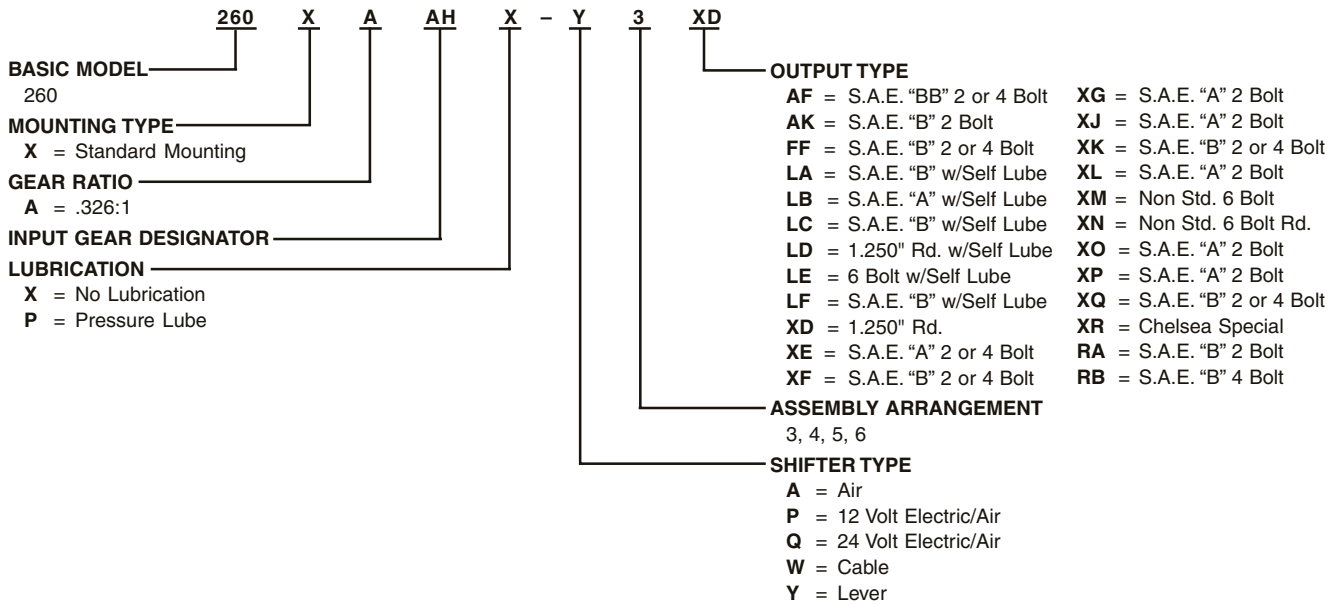 260 X A AH X – Y 3 XD
BASIC MODEL
260
MOUNTING TYPE
X = Standard Mounting
GEAR RATIO
A = .326:1
INPUT GEAR DESIGNATOR
LUBRICATION
X = No Lubrication
P = Pressure Lube
OUTPUT TYPE
AF = S.A.E. “BB” 2 or 4 Bolt
AK = S.A.E. “B” 2 Bolt
FF = S.A.E. “B” 2 or 4 Bolt
LA = S.A.E. “B” w/Self Lube
LB = S.A.E. “A” w/Self Lube
LC = S.A.E. “B” w/Self Lube
LD = 1.250" Rd. w/Self Lube
LE = 6 Bolt w/Self Lube
LF = S.A.E. “B” w/Self Lube
XD = 1.250" Rd.
XE = S.A.E. “A” 2 or 4 Bolt
XF = S.A.E. “B” 2 or 4 Bolt
XG = S.A.E. “A” 2 Bolt
XJ = S.A.E. “A” 2 Bolt
XK = S.A.E. “B” 2 or 4 Bolt
XL = S.A.E. “A” 2 Bolt
XM = Non Std. 6 Bolt
XN = Non Std. 6 Bolt Rd.
XO = S.A.E. “A” 2 Bolt
XP = S.A.E. “A” 2 Bolt
XQ = S.A.E. “B” 2 or 4 Bolt
XR = Chelsea Special
RA = S.A.E. “B” 2 Bolt
RB = S.A.E. “B” 4 Bolt
ASSEMBLY ARRANGEMENT
3, 4, 5, 6
SHIFTER TYPE
A = Air
P = 12 Volt Electric/Air
Q = 24 Volt Electric/Air
W = Cable
Y = Lever